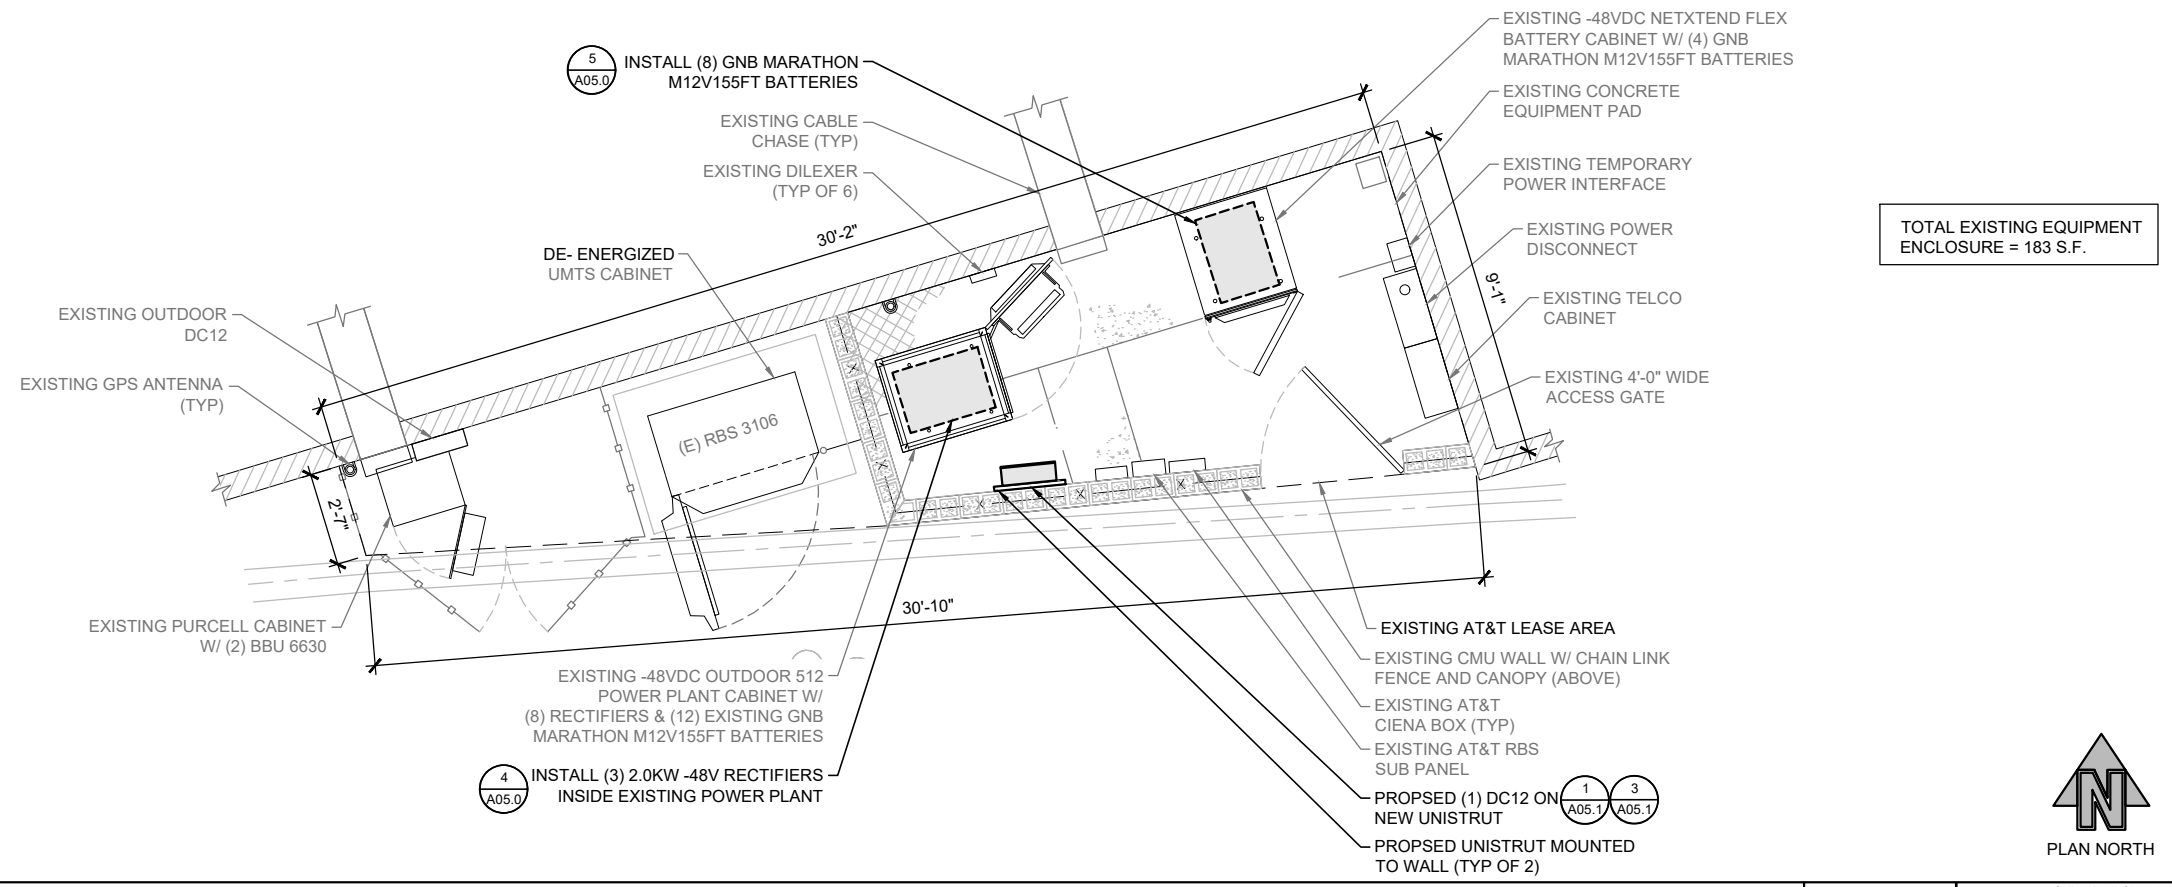 5
A05.0
INSTALL (8) GNB MARATHON
M12V155FT BATTERIES
EXISTING CABLE
CHASE (TYP)
EXISTING DILEXER
(TYP OF 6)
DE- ENERGIZED
UMTS CABINET
EXISTING OUTDOOR
DC12
EXISTING GPS ANTENNA
(TYP)
EXISTING PURCELL CABINET
W/ (2) BBU 6630
EXISTING -48VDC OUTDOOR 512
POWER PLANT CABINET W/
(8) RECTIFIERS & (12) EXISTING GNB
MARATHON M12V155FT BATTERIES
4
A05.0
INSTALL (3) 2.0KW -48V RECTIFIERS
INSIDE EXISTING POWER PLANT
30'-2"
(E) RBS 3106
2'-7"
30'-10"
9'-1"
EXISTING -48VDC NETXTEND FLEX
BATTERY CABINET W/ (4) GNB
MARATHON M12V155FT BATTERIES
EXISTING CONCRETE
EQUIPMENT PAD
EXISTING TEMPORARY
POWER INTERFACE
EXISTING POWER
DISCONNECT
EXISTING TELCO
CABINET
EXISTING 4'-0" WIDE
ACCESS GATE
EXISTING AT&T LEASE AREA
EXISTING CMU WALL W/ CHAIN LINK
FENCE AND CANOPY (ABOVE)
EXISTING AT&T
CIENA BOX (TYP)
EXISTING AT&T RBS
SUB PANEL
PROPSED (1) DC12 ON
NEW UNISTRUT
1
A05.1
3
A05.1
PROPSED UNISTRUT MOUNTED
TO WALL (TYP OF 2)
TOTAL EXISTING EQUIPMENT
ENCLOSURE = 183 S.F.
N
PLAN NORTH